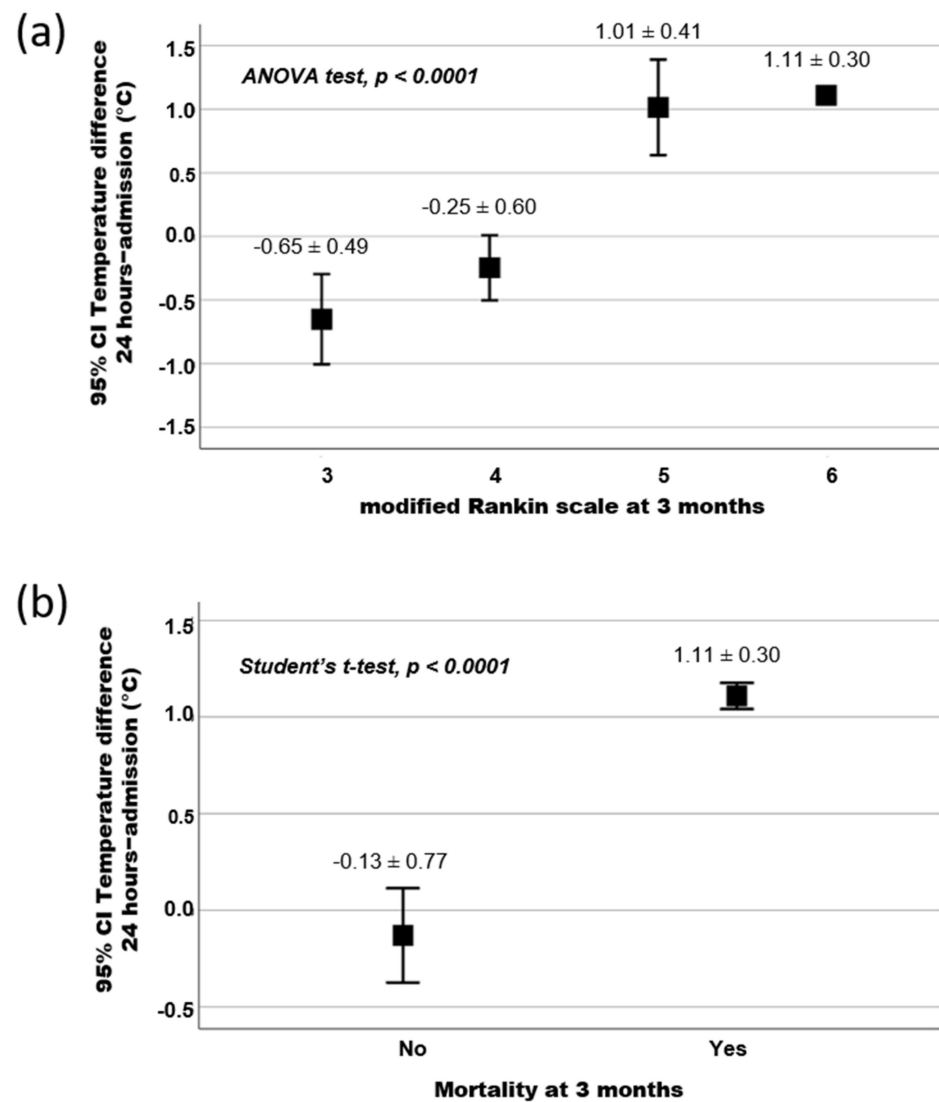 (a)
1.01 ± 0.41
1.11 ± 0.30
ANOVA test, p < 0.0001
-0.25 ± 0.60
-0.65 ± 0.49
95% CI Temperature difference
24 hours–admission (°C)
1.5
1.0
0.5
0.0
-0.5
-1.0
-1.5
3 4 5 6
modified Rankin scale at 3 months
(b)
Student's t-test, p < 0.0001
1.11 ± 0.30
-0.13 ± 0.77
95% CI Temperature difference
24 hours–admission (°C)
1.5
1.0
0.5
0.0
-0.5
No Yes
Mortality at 3 months